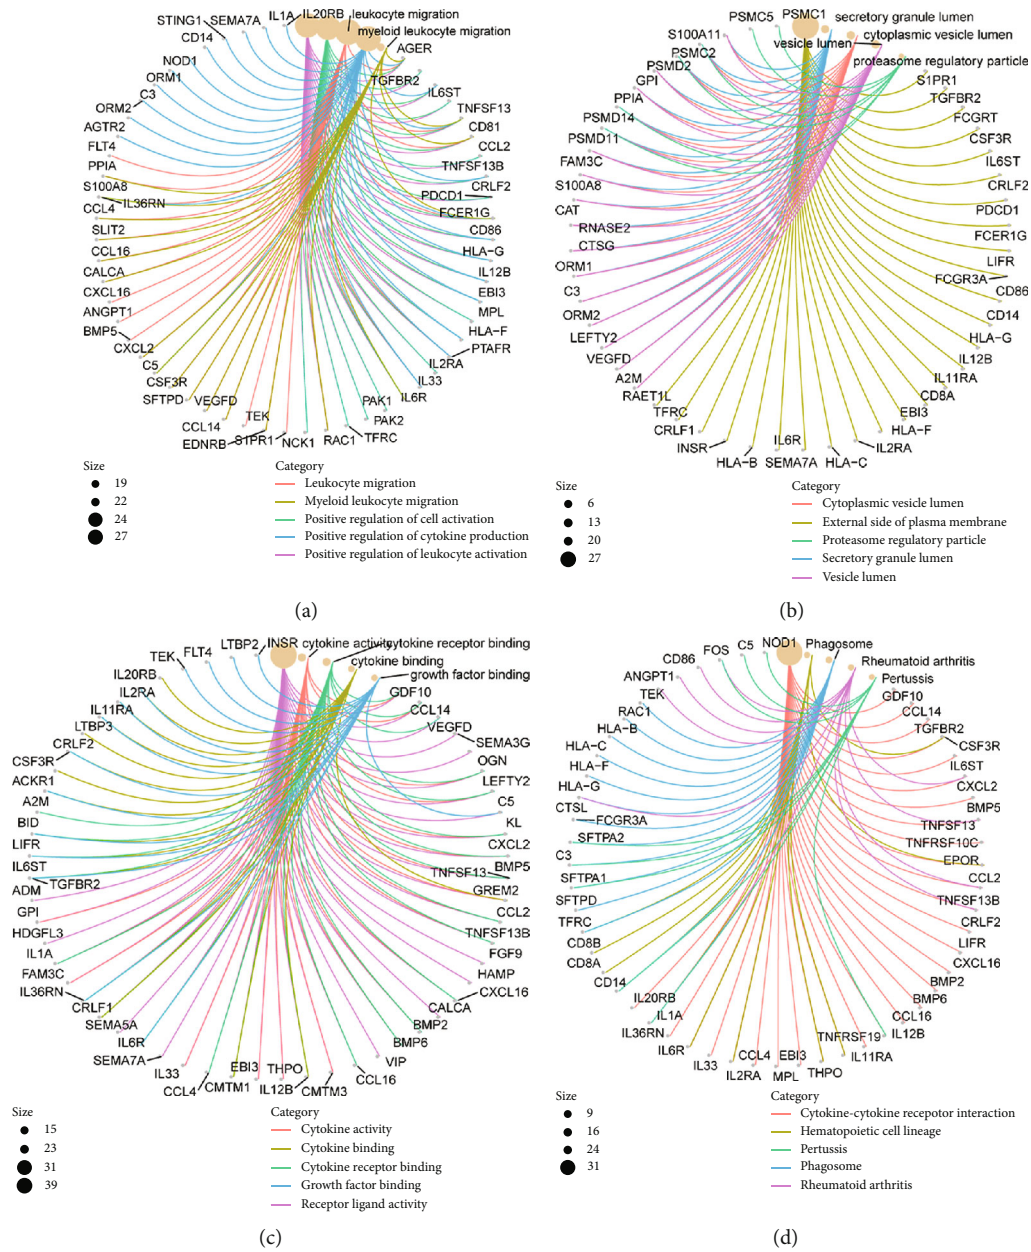 IL1A
IL20RB
leukocyte migration
STING1
SEMA7A
myeloid leukocyte migration
CD14
AGER
NOD1
TGFBR2
ORM1
IL6ST
C3
TNFSF13
ORM2
CD81
AGTR2
CCL2
FLT4
TNFSF13B
PPIA
CRLF2
S100A8
PDCD1
IL36RN
FCER1G
CCL4
CD86
SLIT2
HLA-G
CCL16
IL12B
CALCA
EBI3
CXCL16
MPL
ANGPT1
HLA-F
BMP5
PTAFR
CXCL2
IL2RA
C5
IL33
CSF3R
IL6R
SFTPD
VEGFD
PAK1
CCL14
TEK
PAK2
EDNRB
S1PR1
NCK1
RAC1
TFRC
Size
19
22
24
27
Category
Leukocyte migration
Myeloid leukocyte migration
Positive regulation of cell activation
Positive regulation of cytokine production
Positive regulation of leukocyte activation
(a)
PSMC5
PSMC1
secretory granule lumen
S100A11
cytoplasmic vesicle lumen
PSMC2
vesicle lumen
PSMD2
proteasome regulatory particle
GPI
S1PR1
PPIA
TGFBR2
PSMD14
FCGRT
PSMD11
CSF3R
FAM3C
IL6ST
S100A8
CRLF2
CAT
PDCD1
RNASE2
FCER1G
CTSG
LIFR
ORM1
FCGR3A
C3
CD86
ORM2
CD14
LEFTY2
HLA-G
VEGFD
IL12B
A2M
IL11RA
RAET1L
CD8A
TFRC
EBI3
CRLF1
HLA-F
INSR
IL6R
IL2RA
HLA-B
SEMA7A
HLA-C
Size
6
13
20
27
Category
Cytoplasmic vesicle lumen
External side of plasma membrane
Proteasome regulatory particle
Secretory granule lumen
Vesicle lumen
(b)
LTBP2
INSR
cytokine activity
cytokine receptor binding
FLT4
TEK
cytokine binding
IL20RB
growth factor binding
IL2RA
GDF10
IL11RA
CCL14
LTBP3
VEGFD
CRLF2
SEMA3G
CSF3R
OGN
ACKR1
LEFTY2
A2M
C5
BID
KL
LIFR
CXCL2
IL6ST
BMP5
TGFBR2
TNFSF13
ADM
GREM2
GPI
CCL2
HDGFL3
TNFSF13B
IL1A
FGF9
FAM3C
HAMP
IL36RN
CXCL16
CRLF1
CALCA
SEMA5A
BMP2
IL6R
BMP6
SEMA7A
VIP
IL33
EBI3
THPO
CCL16
CCL4
CMTM1
IL12B
CMTM3
Size
15
23
31
39
Category
Cytokine activity
Cytokine binding
Cytokine receptor binding
Growth factor binding
Receptor ligand activity
(c)
C5
NOD1
Phagosome
FOS
CD86
Rheumatoid arthritis
ANGPT1
Pertussis
TEK
GDF10
RAC1
CCL14
HLA-B
TGFBR2
HLA-C
CSF3R
HLA-F
IL6ST
HLA-G
CXCL2
CTSL
BMP5
FCGR3A
TNFSF13
SFTPA2
TNFRSF10C
C3
EPOR
SFTPA1
CCL2
SFTPD
TNFSF13B
TFRC
CRLF2
CD8B
LIFR
CD8A
CXCL16
CD14
BMP2
IL20RB
BMP6
IL1A
CCL16
IL36RN
IL12B
IL6R
TNFRSF19
IL33
CCL4
EBI3
IL11RA
IL2RA
MPL
THPO
Size
9
16
24
31
Category
Cytokine-cytokine recepotor interaction
Hematopoietic cell lineage
Pertussis
Phagosome
Rheumatoid arthritis
(d)